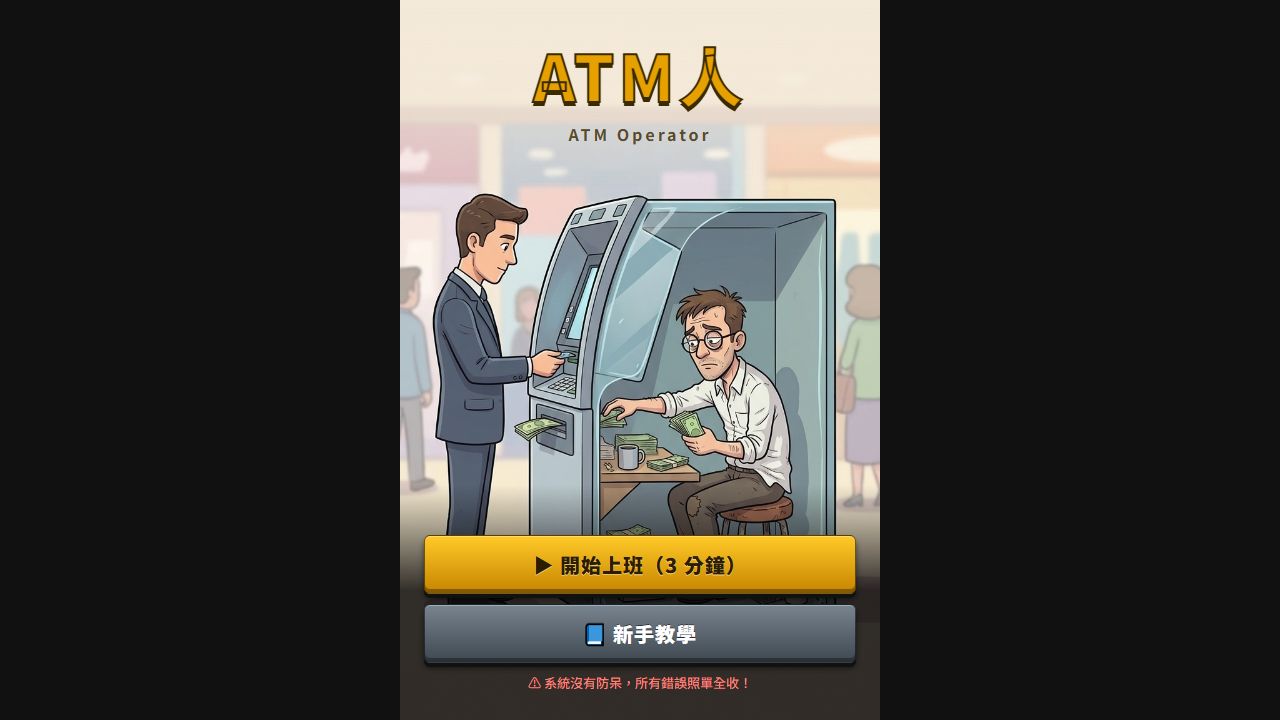 ATM人
ATM Operator
▶ 開始上班（3 分鐘）
📘 新手教學
⚠ 系統沒有防呆，所有錯誤照單全收！